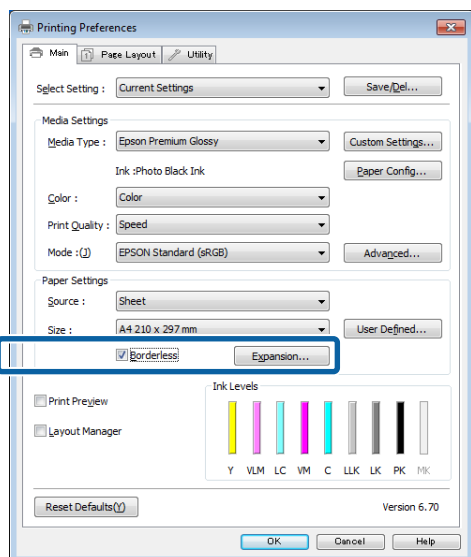 Printing Preferences
Main Page Layout Utility
Select Setting : Current Settings Save/Del...
Media Settings
Media Type : Epson Premium Glossy Custom Settings...
Ink :Photo Black Ink Paper Config...
Color : Color
Print Quality : Speed
Mode :(J) EPSON Standard (sRGB) Advanced...
Paper Settings
Source : Sheet
Size : A4 210 x 297 mm User Defined...
Borderless Expansion...
Print Preview
Layout Manager
Ink Levels
Y VLM LC VM C LLK LK PK MK
Reset Defaults(Y) Version 6.70
OK Cancel Help